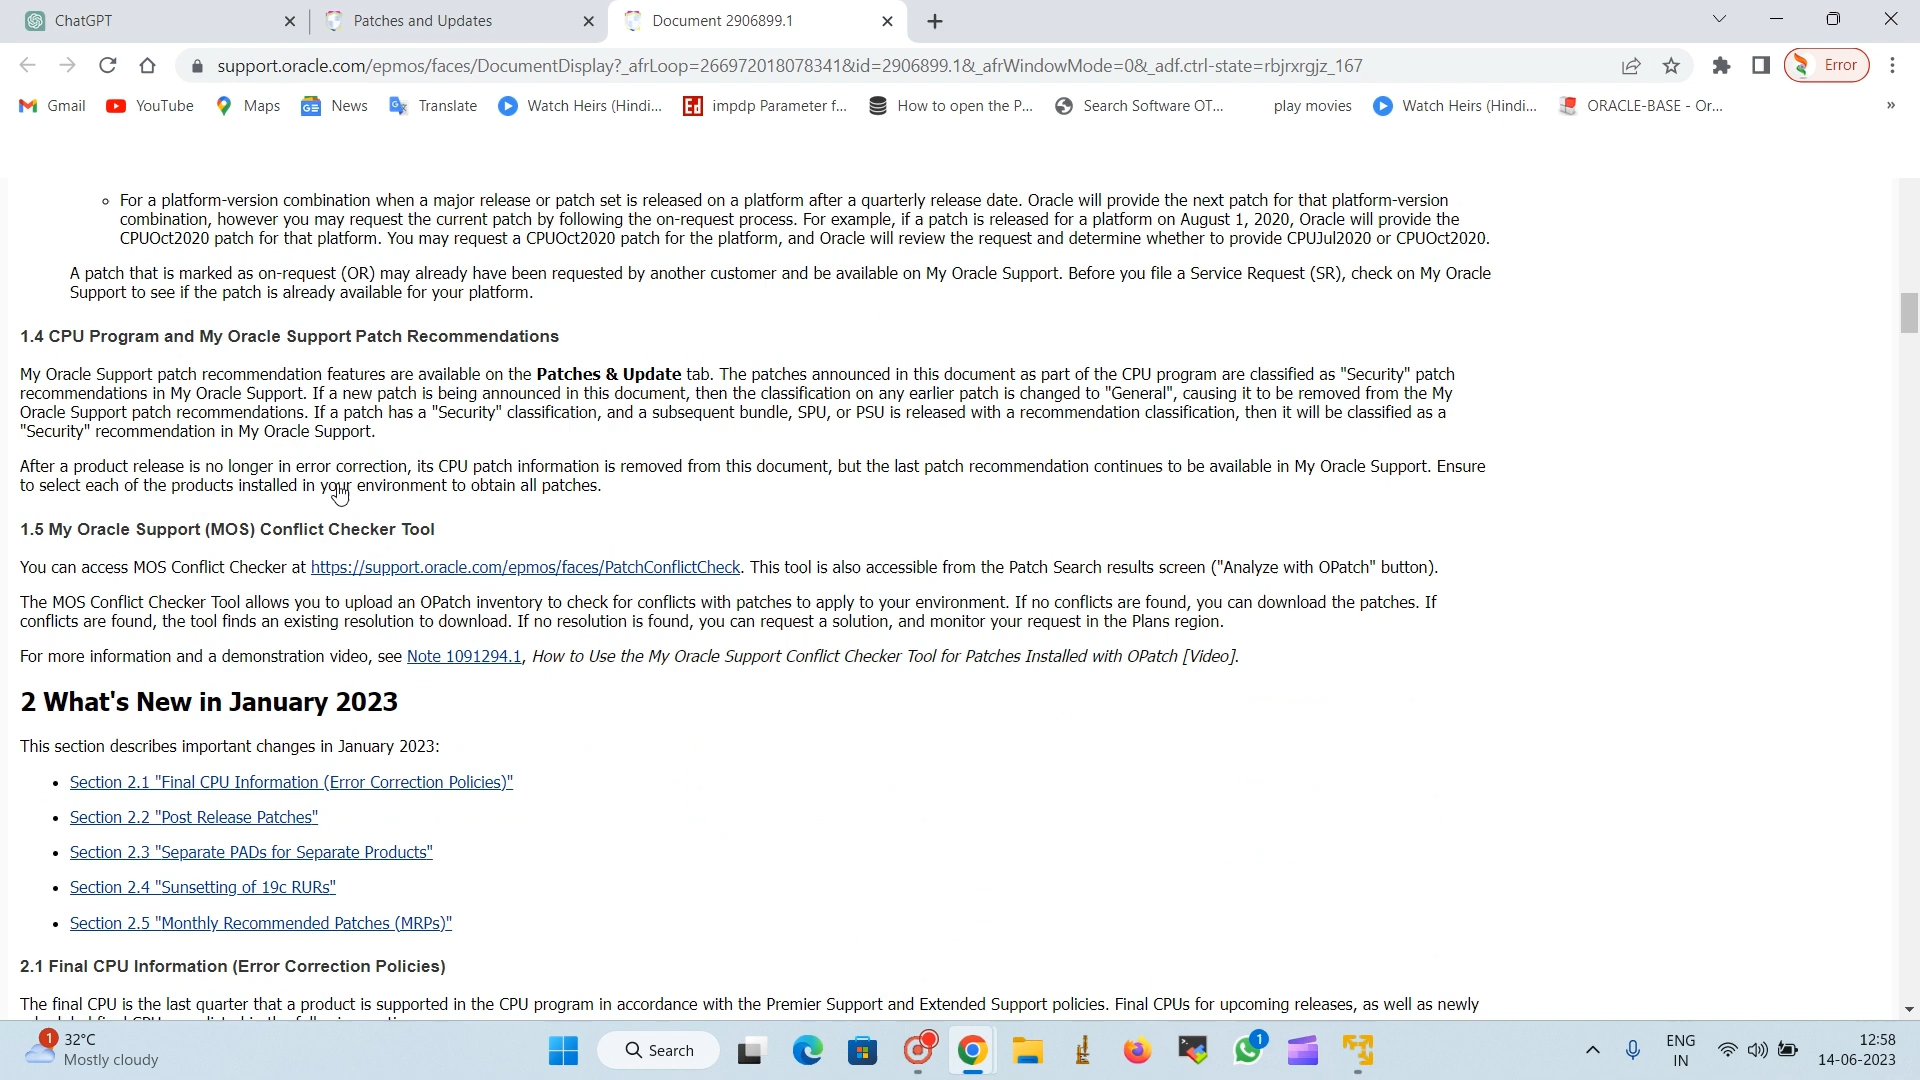 ChatGPT
Patches and Updates
Document 2906899.1
support.oracle.com/epmos/faces/DocumentDisplay?_afrLoop=266972018078341&id=2906899.1&_afrWindowMode=0&_adf.ctrl-state=rbjrxrgjz_167
Error
Gmail
YouTube
Maps
News
Translate
Watch Heirs (Hindi...
impdp Parameter f...
How to open the P...
Search Software OT...
play movies
Watch Heirs (Hindi...
ORACLE-BASE - Or...
»
For a platform-version combination when a major release or patch set is released on a platform after a quarterly release date. Oracle will provide the next patch for that platform-version
combination, however you may request the current patch by following the on-request process. For example, if a patch is released for a platform on August 1, 2020, Oracle will provide the
CPUOct2020 patch for that platform. You may request a CPUOct2020 patch for the platform, and Oracle will review the request and determine whether to provide CPUJul2020 or CPUOct2020.
A patch that is marked as on-request (OR) may already have been requested by another customer and be available on My Oracle Support. Before you file a Service Request (SR), check on My Oracle
Support to see if the patch is already available for your platform.
1.4 CPU Program and My Oracle Support Patch Recommendations
My Oracle Support patch recommendation features are available on the Patches & Update tab. The patches announced in this document as part of the CPU program are classified as "Security" patch
recommendations in My Oracle Support. If a new patch is being announced in this document, then the classification on any earlier patch is changed to "General", causing it to be removed from the My
Oracle Support patch recommendations. If a patch has a "Security" classification, and a subsequent bundle, SPU, or PSU is released with a recommendation classification, then it will be classified as a
"Security" recommendation in My Oracle Support.
After a product release is no longer in error correction, its CPU patch information is removed from this document, but the last patch recommendation continues to be available in My Oracle Support. Ensure
to select each of the products installed in your environment to obtain all patches.
1.5 My Oracle Support (MOS) Conflict Checker Tool
You can access MOS Conflict Checker at https://support.oracle.com/epmos/faces/PatchConflictCheck. This tool is also accessible from the Patch Search results screen ("Analyze with OPatch" button).
The MOS Conflict Checker Tool allows you to upload an OPatch inventory to check for conflicts with patches to apply to your environment. If no conflicts are found, you can download the patches. If
conflicts are found, the tool finds an existing resolution to download. If no resolution is found, you can request a solution, and monitor your request in the Plans region.
For more information and a demonstration video, see Note 1091294.1, How to Use the My Oracle Support Conflict Checker Tool for Patches Installed with OPatch [Video].
2 What's New in January 2023
This section describes important changes in January 2023:
• Section 2.1 "Final CPU Information (Error Correction Policies)"
• Section 2.2 "Post Release Patches"
• Section 2.3 "Separate PADs for Separate Products"
• Section 2.4 "Sunsetting of 19c RURs"
• Section 2.5 "Monthly Recommended Patches (MRPs)"
2.1 Final CPU Information (Error Correction Policies)
The final CPU is the last quarter that a product is supported in the CPU program in accordance with the Premier Support and Extended Support policies. Final CPUs for upcoming releases, as well as newly
1
32°C
Mostly cloudy
Search
1
ENG
IN
12:58
14-06-2023